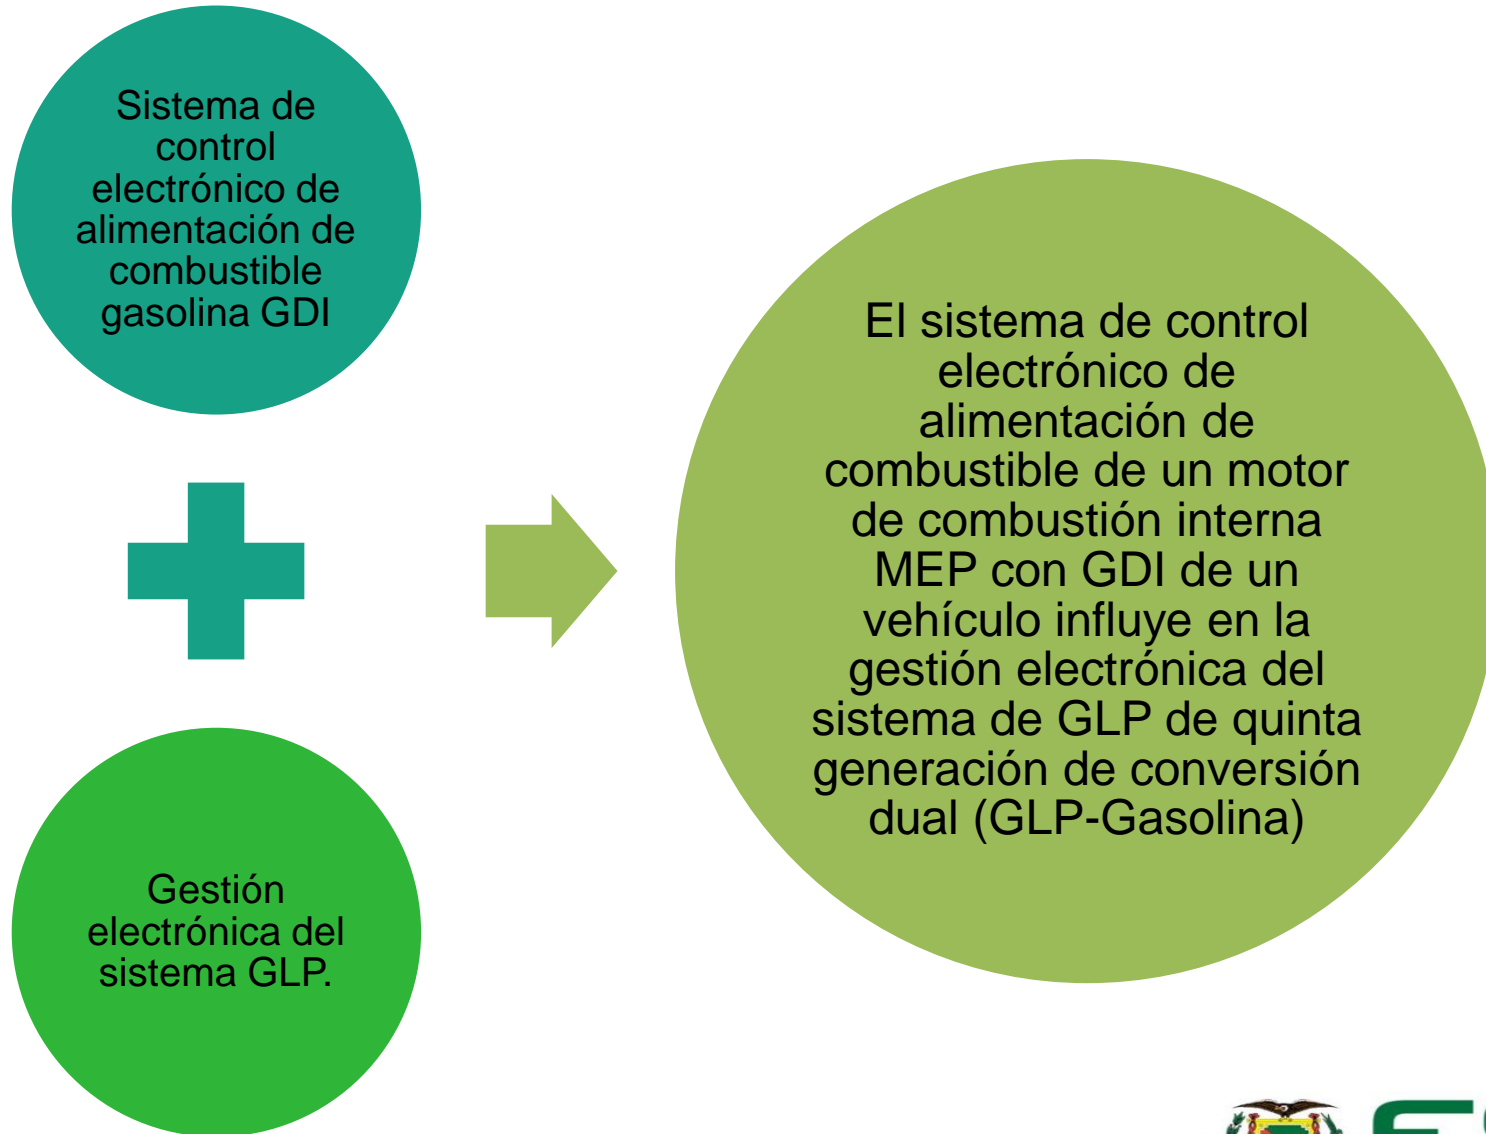 Sistema de
control
electrónico de
alimentación de
combustible
gasolina GDI
Gestión
electrónica del
sistema GLP.
El sistema de control
electrónico de
alimentación de
combustible de un motor
de combustión interna
MEP con GDI de un
vehículo influye en la
gestión electrónica del
sistema de GLP de quinta
generación de conversión
dual (GLP-Gasolina)